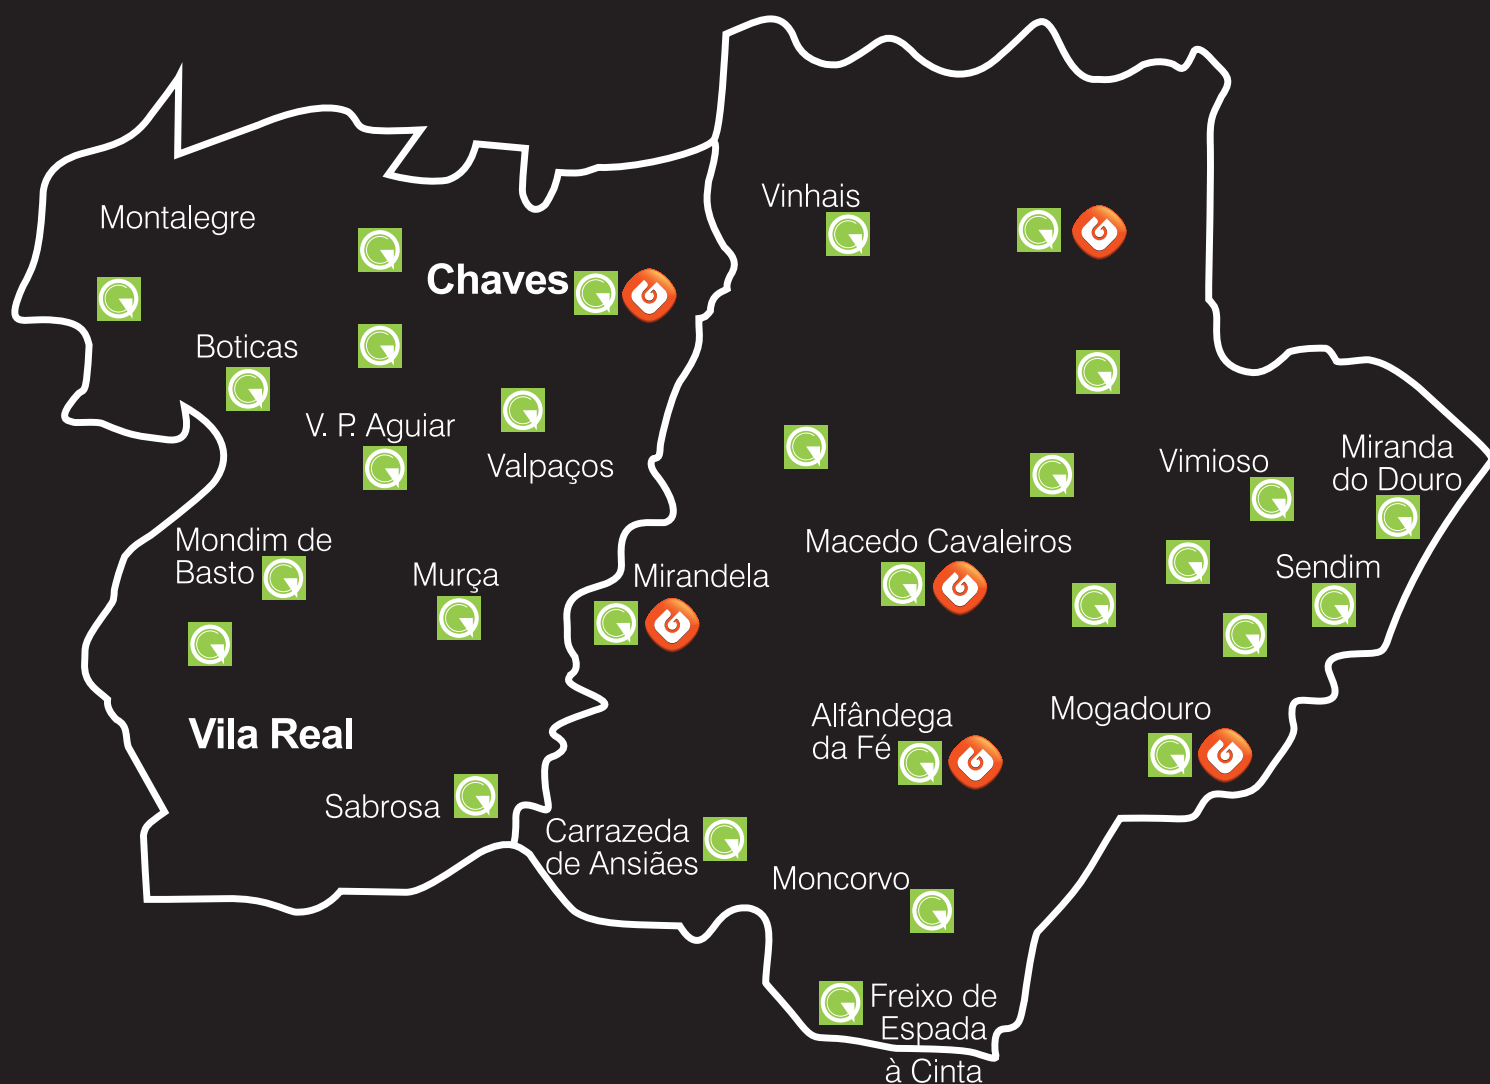 Vinhais
Montalegre
Chaves
Boticas
V. P. Aguiar
Valpaços
Vimioso
Miranda
do Douro
Mondim de
Basto
Murça
Mirandela
Macedo Cavaleiros
Sendim
Vila Real
Alfândega
da Fé
Mogadouro
Sabrosa
Carrazeda
de Ansiães
Moncorvo
Freixo de
Espada
à Cinta